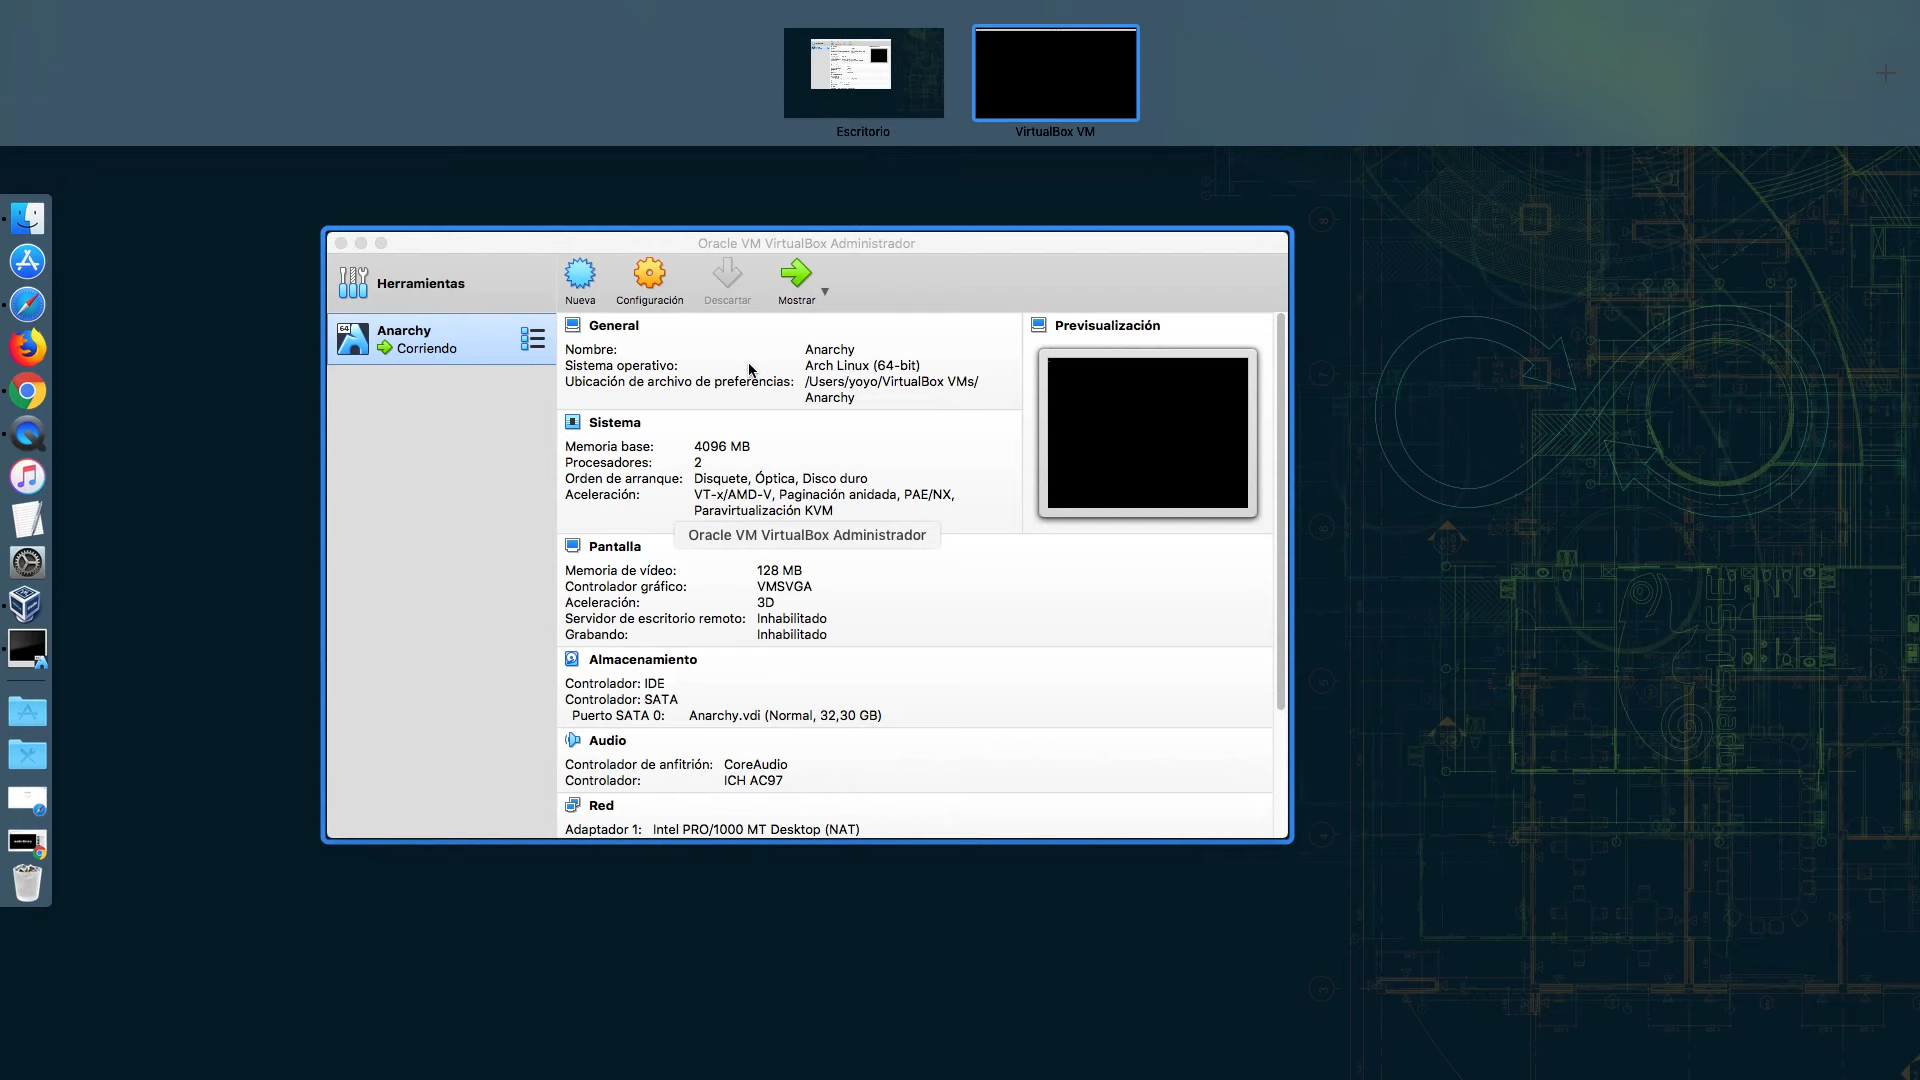 Escritorio
VirtualBox VM
Oracle VM VirtualBox Administrador
Herramientas
Nueva
Configuración
Descartar
Mostrar
64
Anarchy
Corriendo
General
Nombre: Anarchy
Sistema operativo: Arch Linux (64-bit)
Ubicación de archivo de preferencias: /Users/yoyo/VirtualBox VMs/
Anarchy
Previsualización
Sistema
Memoria base: 4096 MB
Procesadores: 2
Orden de arranque: Disquete, Óptica, Disco duro
Aceleración: VT-x/AMD-V, Paginación anidada, PAE/NX,
Paravirtualización KVM
Oracle VM VirtualBox Administrador
Pantalla
Memoria de vídeo: 128 MB
Controlador gráfico: VMSVGA
Aceleración: 3D
Servidor de escritorio remoto: Inhabilitado
Grabando: Inhabilitado
Almacenamiento
Controlador: IDE
Controlador: SATA
Puerto SATA 0: Anarchy.vdi (Normal, 32,30 GB)
Audio
Controlador de anfitrión: CoreAudio
Controlador: ICH AC97
Red
Adaptador 1: Intel PRO/1000 MT Desktop (NAT)
openSUSE